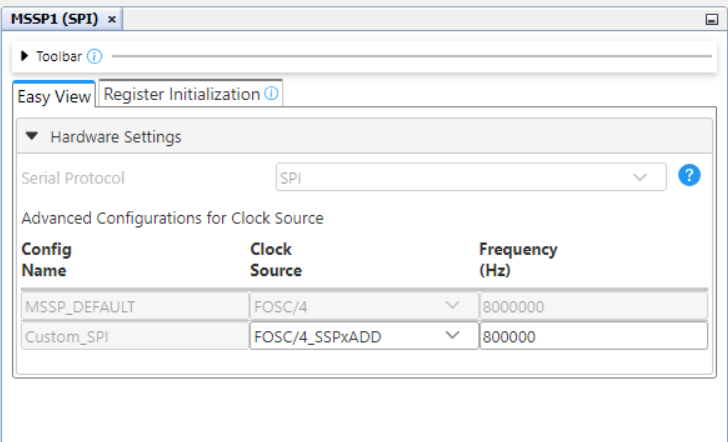 MSSP1 (SPI) ×
Toolbar
Easy View Register Initialization
Hardware Settings
Serial Protocol SPI
Advanced Configurations for Clock Source
Config Name Clock Source Frequency (Hz)
MSSP_DEFAULT FOSC/4 8000000
Custom_SPI FOSC/4_SSPxADD 800000